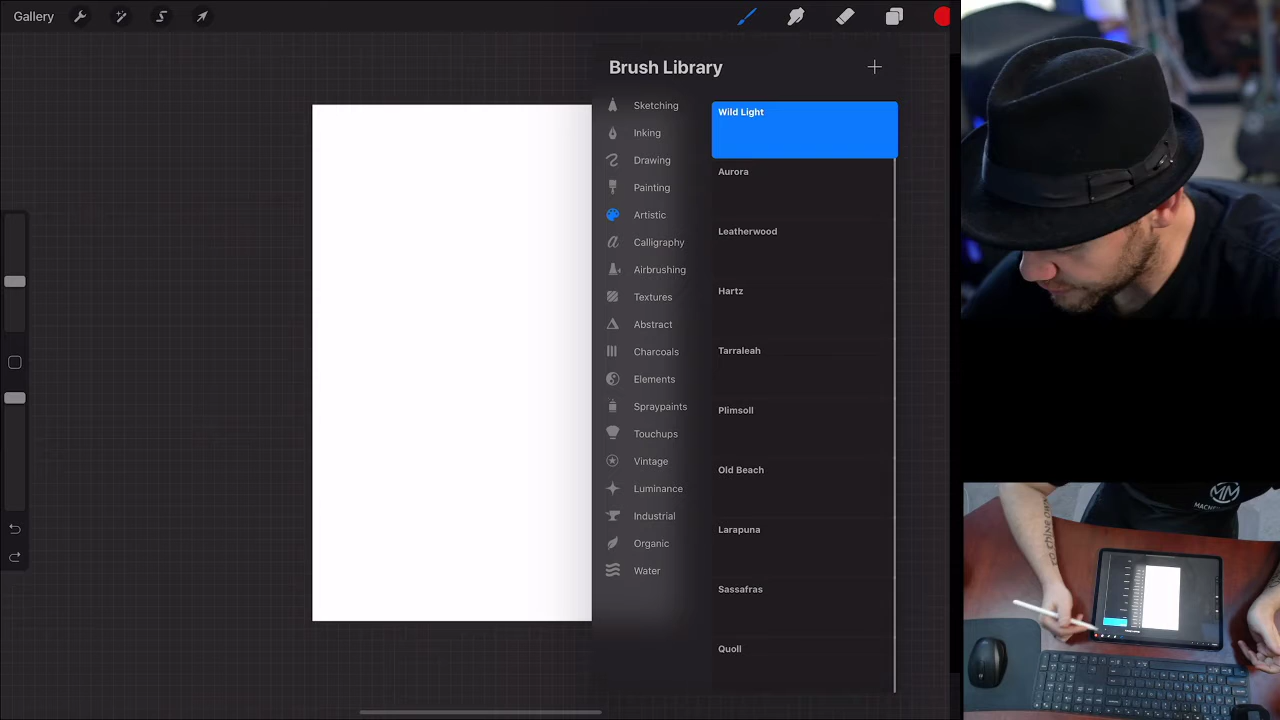 Gallery
Brush Library
Sketching
Inking
Drawing
Painting
Artistic
Calligraphy
Airbrushing
Textures
Abstract
Charcoals
Elements
Spraypaints
Touchups
Vintage
Luminance
Industrial
Organic
Water
Wild Light
Aurora
Leatherwood
Hartz
Tarraleah
Plimsoll
Old Beach
Larapuna
Sassafras
Quoll